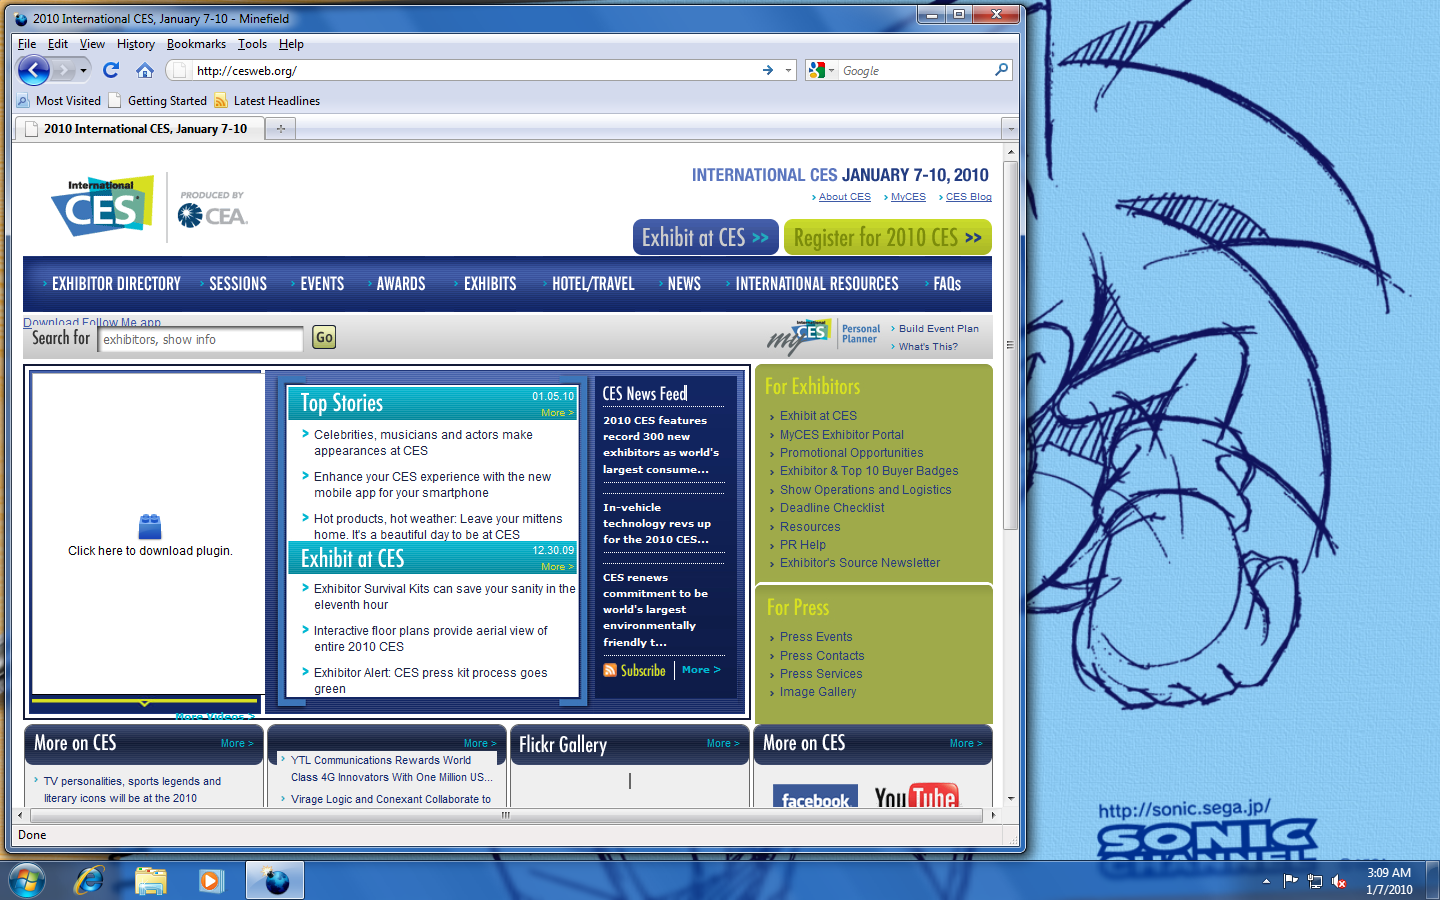 2010 International CES, January 7-10 - Minefield
File Edit View History Bookmarks Tools Help
http://cesweb.org/
Google
Most Visited Getting Started Latest Headlines
2010 International CES, January 7-10
International
CES
PRODUCED BY
CEA
INTERNATIONAL CES JANUARY 7-10, 2010
About CES MyCES CES Blog
Exhibit at CES >> Register for 2010 CES >>
EXHIBITOR DIRECTORY SESSIONS EVENTS AWARDS EXHIBITS HOTEL/TRAVEL NEWS INTERNATIONAL RESOURCES FAQs
Download Follow Me app
Search for exhibitors, show info Go
International
my CES
Personal
Planner
Build Event Plan
What's This?
Click here to download plugin.
More Videos >
Top Stories
01.05.10
More >
Celebrities, musicians and actors make
appearances at CES
Enhance your CES experience with the new
mobile app for your smartphone
Hot products, hot weather: Leave your mittens
home. It's a beautiful day to be at CES
Exhibit at CES
12.30.09
More >
Exhibitor Survival Kits can save your sanity in the
eleventh hour
Interactive floor plans provide aerial view of
entire 2010 CES
Exhibitor Alert: CES press kit process goes
green
CES News Feed
2010 CES features
record 300 new
exhibitors as world's
largest consume...
In-vehicle
technology revs up
for the 2010 CES...
CES renews
commitment to be
world's largest
environmentally
friendly t...
Subscribe More >
For Exhibitors
Exhibit at CES
MyCES Exhibitor Portal
Promotional Opportunities
Exhibitor & Top 10 Buyer Badges
Show Operations and Logistics
Deadline Checklist
Resources
PR Help
Exhibitor's Source Newsletter
For Press
Press Events
Press Contacts
Press Services
Image Gallery
More on CES More >
TV personalities, sports legends and
literary icons will be at the 2010
More >
YTL Communications Rewards World
Class 4G Innovators With One Million US...
Virage Logic and Conexant Collaborate to
Flickr Gallery More >
More on CES More >
facebook
YouTube
Done
http://sonic.sega.jp/
SONIC
CHANNEL
3:09 AM
1/7/2010